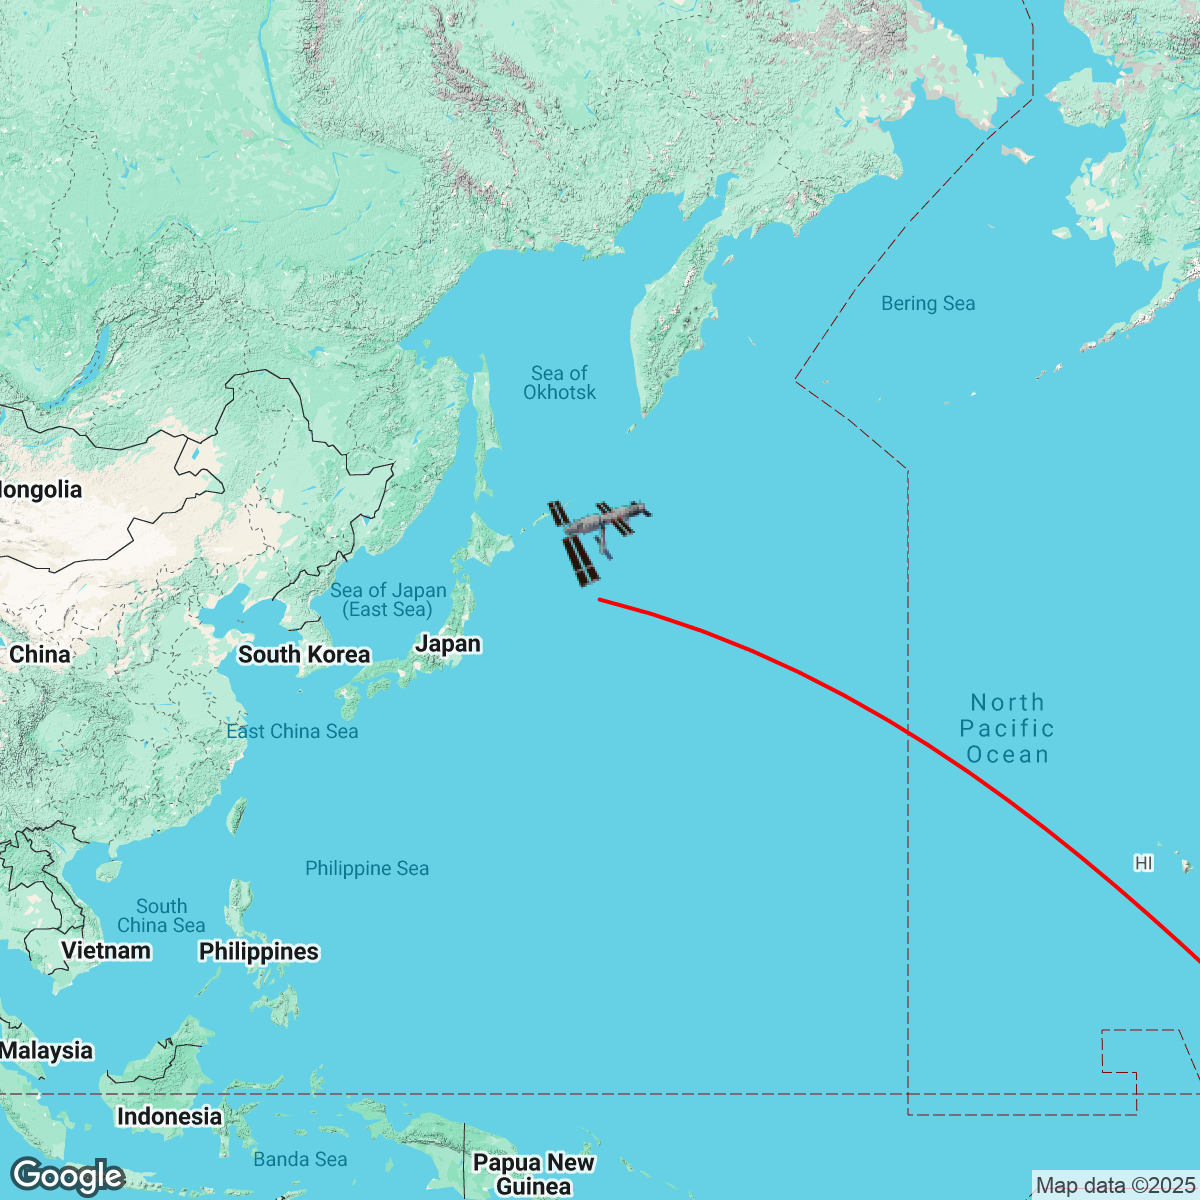 Bering Sea
Sea of
Okhotsk
longolia
Sea of Japan
(East Sea)
Japan
China
South Korea
North
Pacific
Ocean
East China Sea
HI
Philippine Sea
South
China Sea
Vietnam
Philippines
Malaysia
Indonesia
Banda Sea
Papua New
Guinea
Google
Map data ©2025